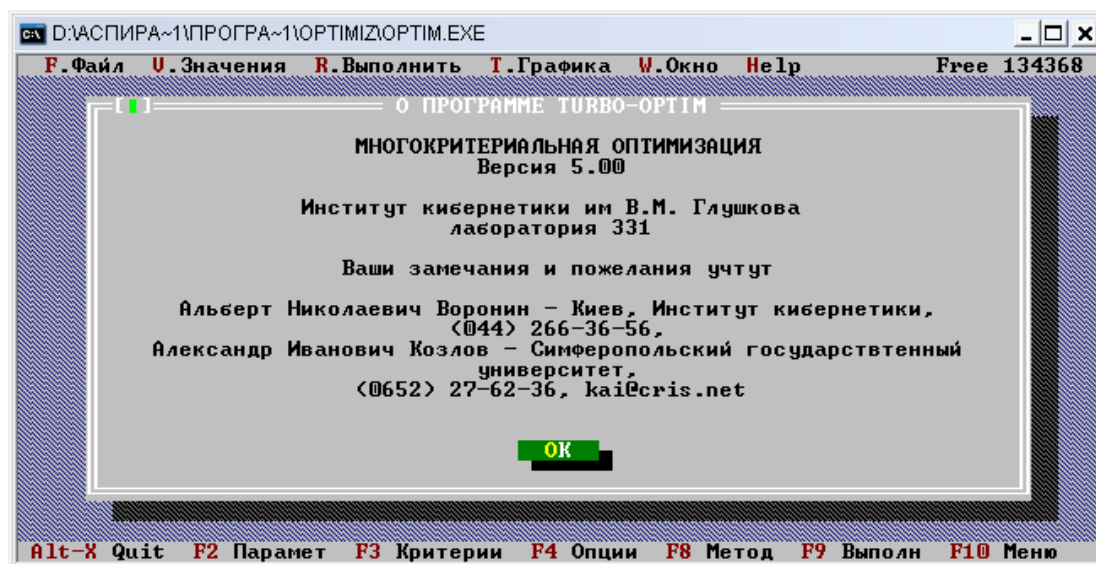 D:\АСПИРА~1\ПРОГРА~1\OPTIMIZ\OPTIM.EXE
F.Файл V.Значения R.Выполнить T.Графика W.Окно Help Free 134368
О ПРОГРАММЕ TURBO-OPTIM
МНОГОКРИТЕРИАЛЬНАЯ ОПТИМИЗАЦИЯ
Версия 5.00
Институт кибернетики им В.М. Глушкова
лаборатория 331
Ваши замечания и пожелания учтут
Альберт Николаевич Воронин - Киев, Институт кибернетики,
(044) 266-36-56,
Александр Иванович Козлов - Симферопольский государствтенный
университет,
(0652) 27-62-36, kai@cris.net
OK
Alt-X Quit F2 Парамет F3 Критерии F4 Опции F8 Метод F9 Выполн F10 Меню